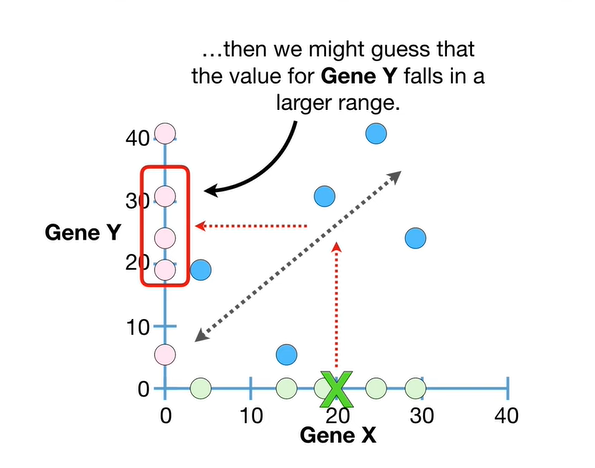 ...then we might guess that
the value for Gene Y falls in a
larger range.
40
30
Gene Y
20
10
0
0 10 20 30 40
X
Gene X